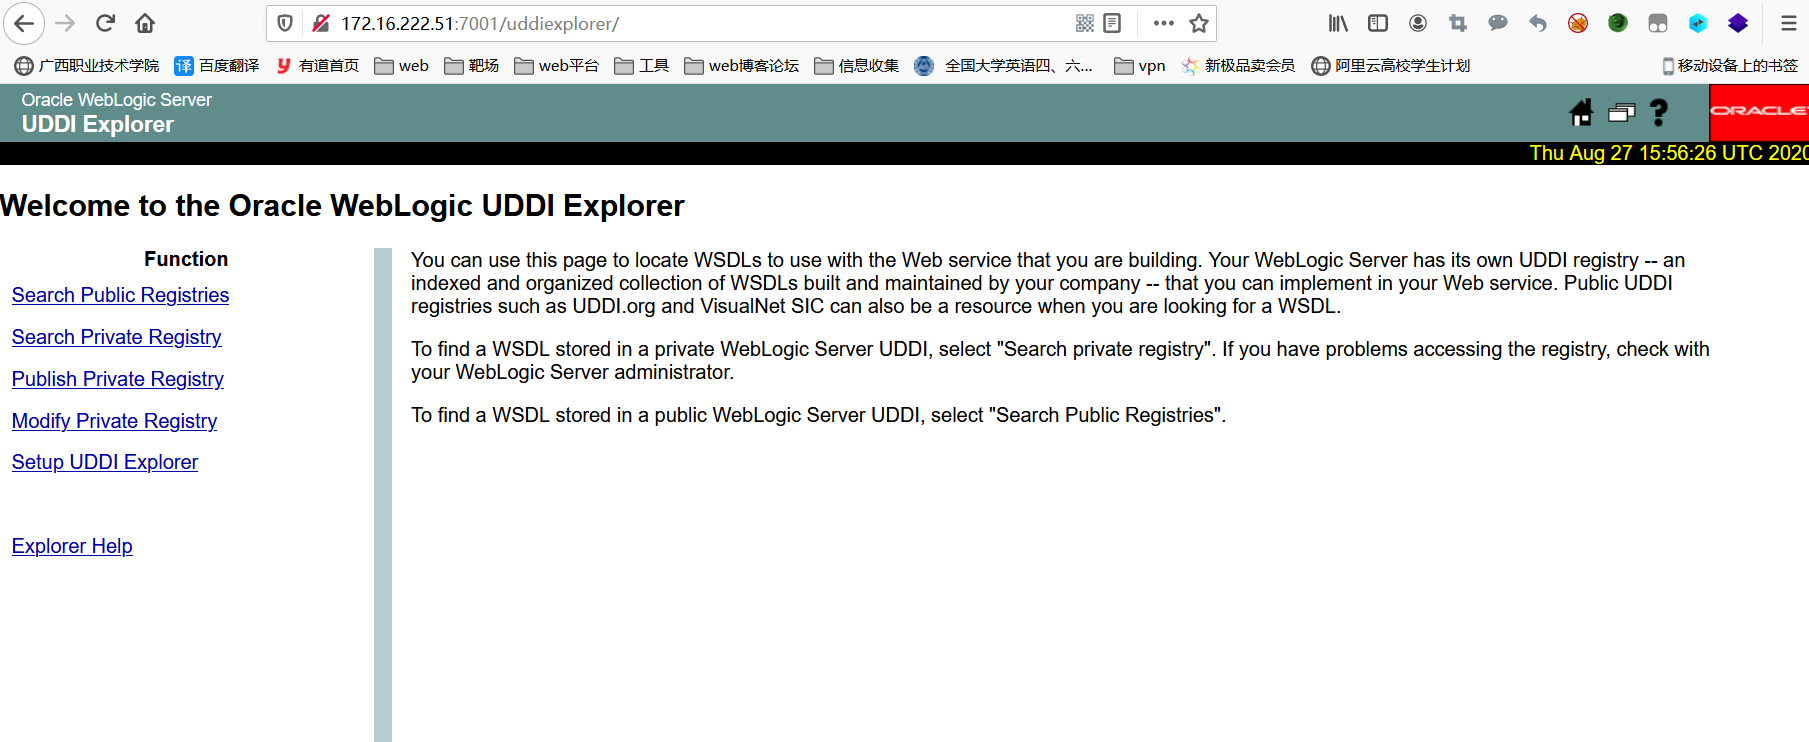 172.16.222.51:7001/uddiexplorer/
广西职业技术学院 百度翻译 有道首页 web 靶场 web平台 工具 web博客论坛 信息收集 全国大学英语四、六... vpn 新极品卖会员 阿里云高校学生计划 移动设备上的书签
Oracle WebLogic Server
UDDI Explorer
ORACLE
Thu Aug 27 15:56:26 UTC 2020
Welcome to the Oracle WebLogic UDDI Explorer
Function
Search Public Registries
Search Private Registry
Publish Private Registry
Modify Private Registry
Setup UDDI Explorer
Explorer Help
You can use this page to locate WSDLs to use with the Web service that you are building. Your WebLogic Server has its own UDDI registry -- an
indexed and organized collection of WSDLs built and maintained by your company -- that you can implement in your Web service. Public UDDI
registries such as UDDI.org and VisualNet SIC can also be a resource when you are looking for a WSDL.
To find a WSDL stored in a private WebLogic Server UDDI, select "Search private registry". If you have problems accessing the registry, check with
your WebLogic Server administrator.
To find a WSDL stored in a public WebLogic Server UDDI, select "Search Public Registries".